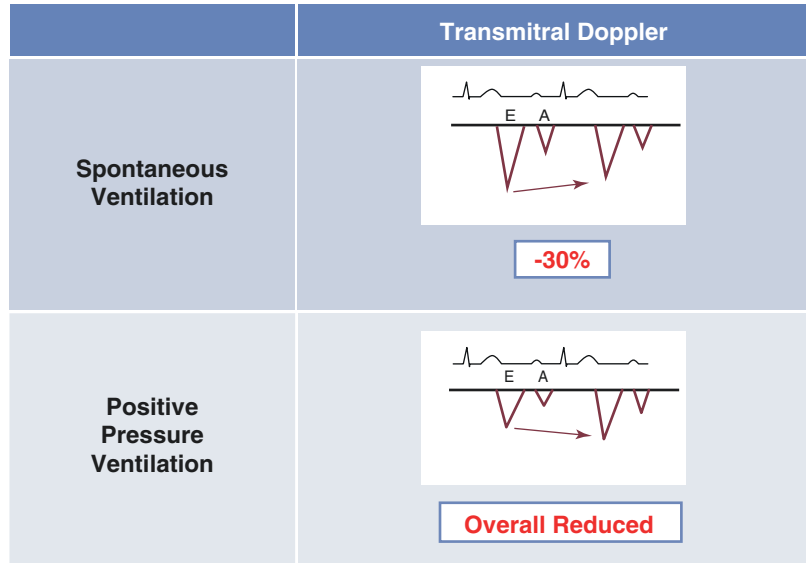 Transmitral Doppler
Spontaneous
Ventilation
E A
-30%
Positive
Pressure
Ventilation
E A
Overall Reduced